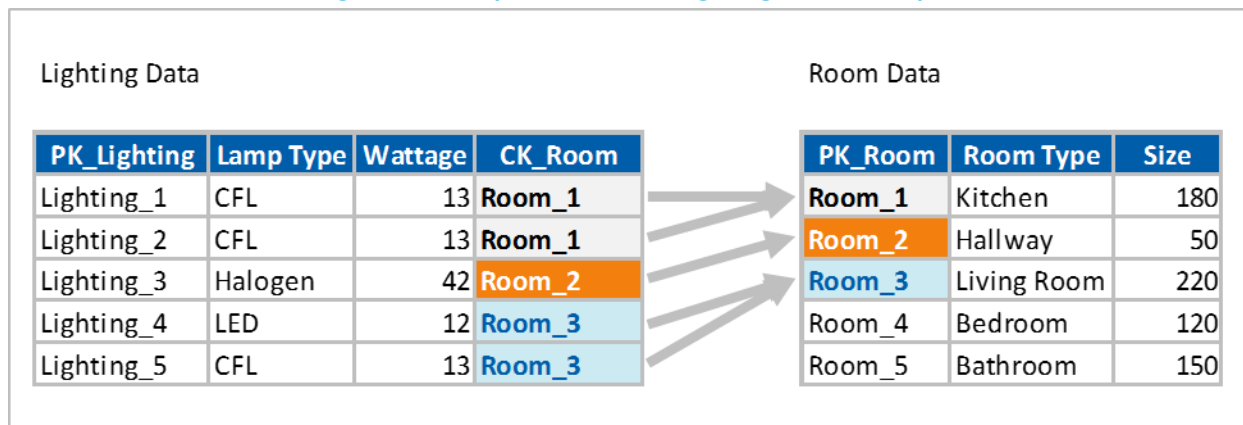 Lighting Data Room Data
PK_Lighting Lamp Type Wattage CK_Room PK_Room Room Type Size
Lighting_1 CFL 13 Room_1 Room_1 Kitchen 180
Lighting_2 CFL 13 Room_1 Room_2 Hallway 50
Lighting_3 Halogen 42 Room_2 Room_3 Living Room 220
Lighting_4 LED 12 Room_3 Room_4 Bedroom 120
Lighting_5 CFL 13 Room_3 Room_5 Bathroom 150